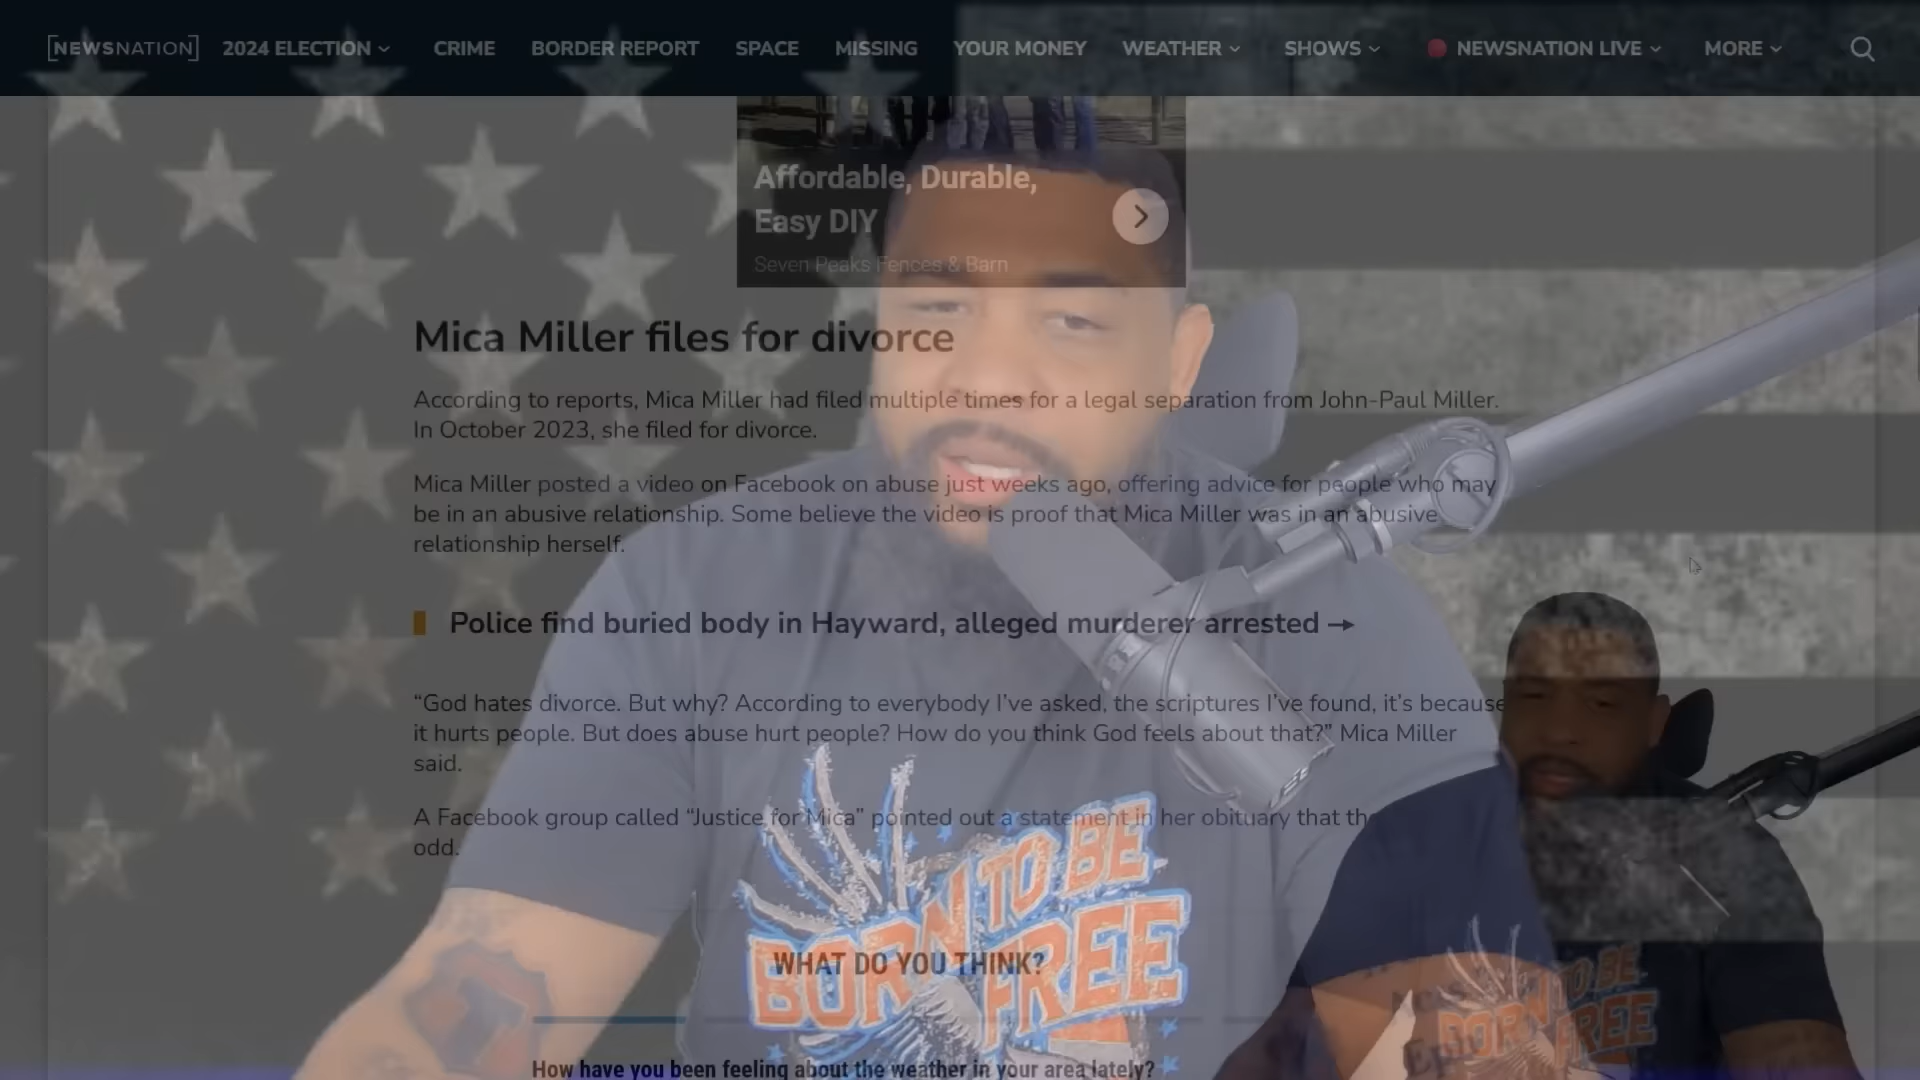 [NEWSNATION] 2024 ELECTION CRIME BORDER REPORT SPACE MISSING YOUR MONEY WEATHER SHOWS NEWSNATION LIVE MORE
Affordable, Durable,
Easy DIY
Seven Peaks Fences & Barn
Mica Miller files for divorce
According to reports, Mica Miller had filed multiple times for a legal separation from John-Paul Miller.
In October 2023, she filed for divorce.
Mica Miller posted a video on Facebook on abuse just weeks ago, offering advice for people who may
be in an abusive relationship. Some believe the video is proof that Mica Miller was in an abusive
relationship herself.
Police find buried body in Hayward, alleged murderer arrested →
“God hates divorce. But why? According to everybody I’ve asked, the scriptures I’ve found, it’s because
it hurts people. But does abuse hurt people? How do you think God feels about that?” Mica Miller
said.
A Facebook group called “Justice for Mica” pointed out a statement in her obituary that
odd.
WHAT DO YOU THINK?
How have you been feeling about the weather in your area lately?
BORN TO BE
FREE
BORN TO BE
FREE